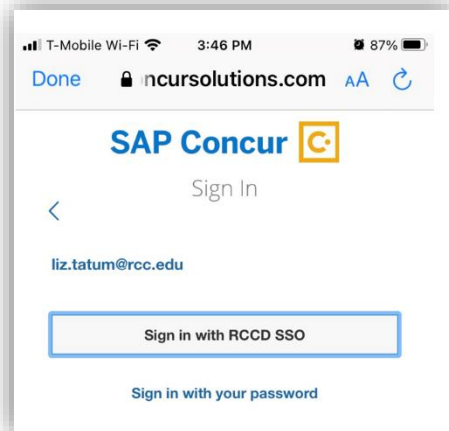 T-Mobile Wi-Fi 3:46 PM 87%
Done ncursolutions.com AA
SAP Concur C
Sign In
liz.tatum@rcc.edu
Sign in with RCCD SSO
Sign in with your password